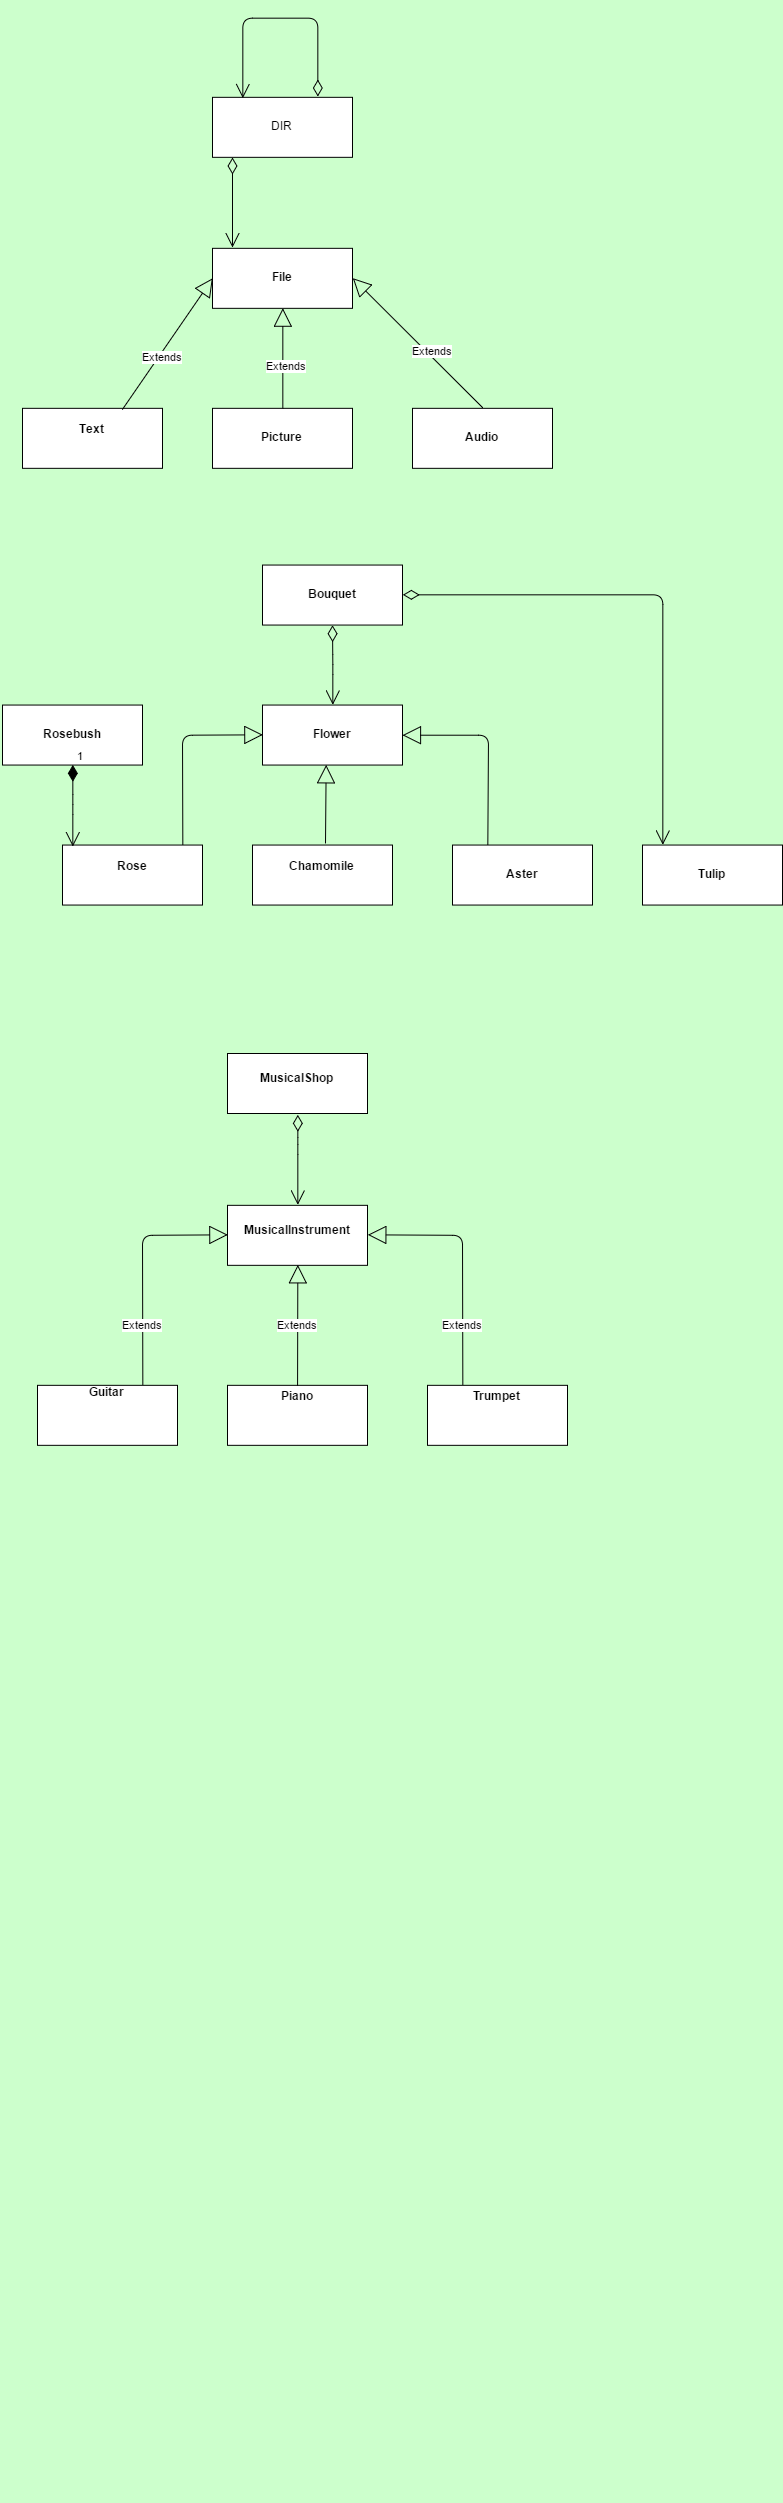 DIR
File
Extends
Extends
Extends
Text
Picture
Audio
Bouquet
Rosebush
1
Flower
Rose
Chamomile
Aster
Tulip
MusicalShop
MusicalInstrument
Extends
Extends
Extends
Guitar
Piano
Trumpet